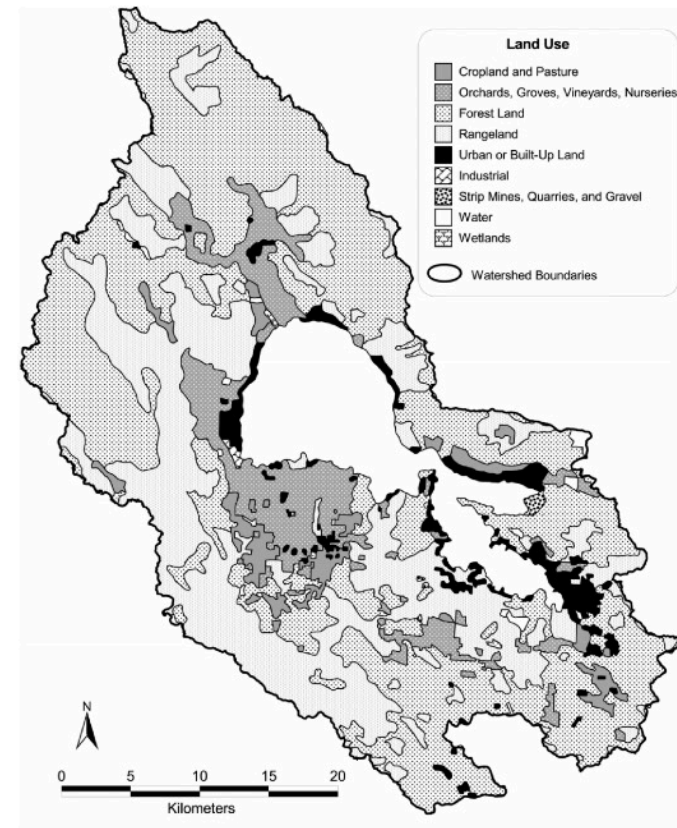 Land Use
Cropland and Pasture
Orchards, Groves, Vineyards, Nurseries
Forest Land
Rangeland
Urban or Built-Up Land
Industrial
Strip Mines, Quarries, and Gravel
Water
Wetlands
Watershed Boundaries
N
0 5 10 15 20
Kilometers